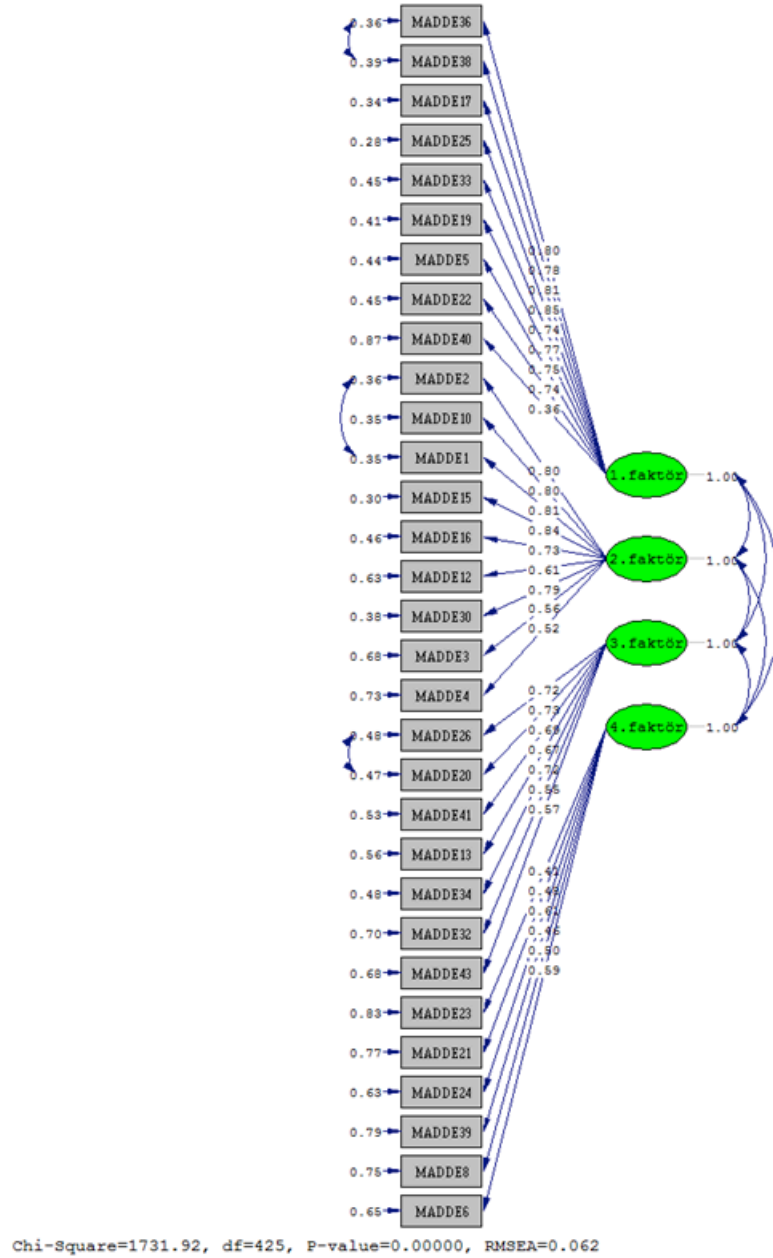 0.36 MADDE36
0.39 MADDE38
0.34 MADDE17
0.28 MADDE25
0.45 MADDE33
0.41 MADDE19
0.44 MADDE5
0.45 MADDE22
0.87 MADDE40
0.36 MADDE2
0.35 MADDE10
0.35 MADDE1
0.30 MADDE15
0.46 MADDE16
0.63 MADDE12
0.38 MADDE30
0.68 MADDE3
0.73 MADDE4
0.48 MADDE26
0.47 MADDE20
0.53 MADDE41
0.56 MADDE13
0.48 MADDE34
0.70 MADDE32
0.68 MADDE43
0.83 MADDE23
0.77 MADDE21
0.63 MADDE24
0.79 MADDE39
0.75 MADDE8
0.65 MADDE6
0.80
0.78
0.81
0.85
0.74
0.77
0.75
0.74
0.36
0.80
0.80
0.81
0.84
0.73
0.61
0.79
0.56
0.52
0.72
0.73
0.67
0.72
0.57
0.61
0.46
0.50
0.59
1.faktör 1.00
2.faktör 1.00
3.faktör 1.00
4.faktör 1.00
Chi-Square=1731.92, df=425, P-value=0.00000, RMSEA=0.062